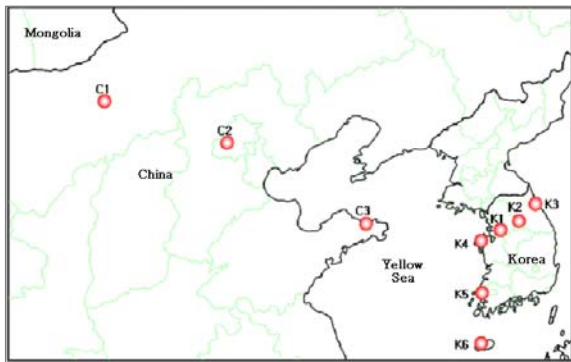 Mongolia
C1
C2
China
C3
K3
K2
K1
K4
Korea
Yellow
Sea
K5
K6